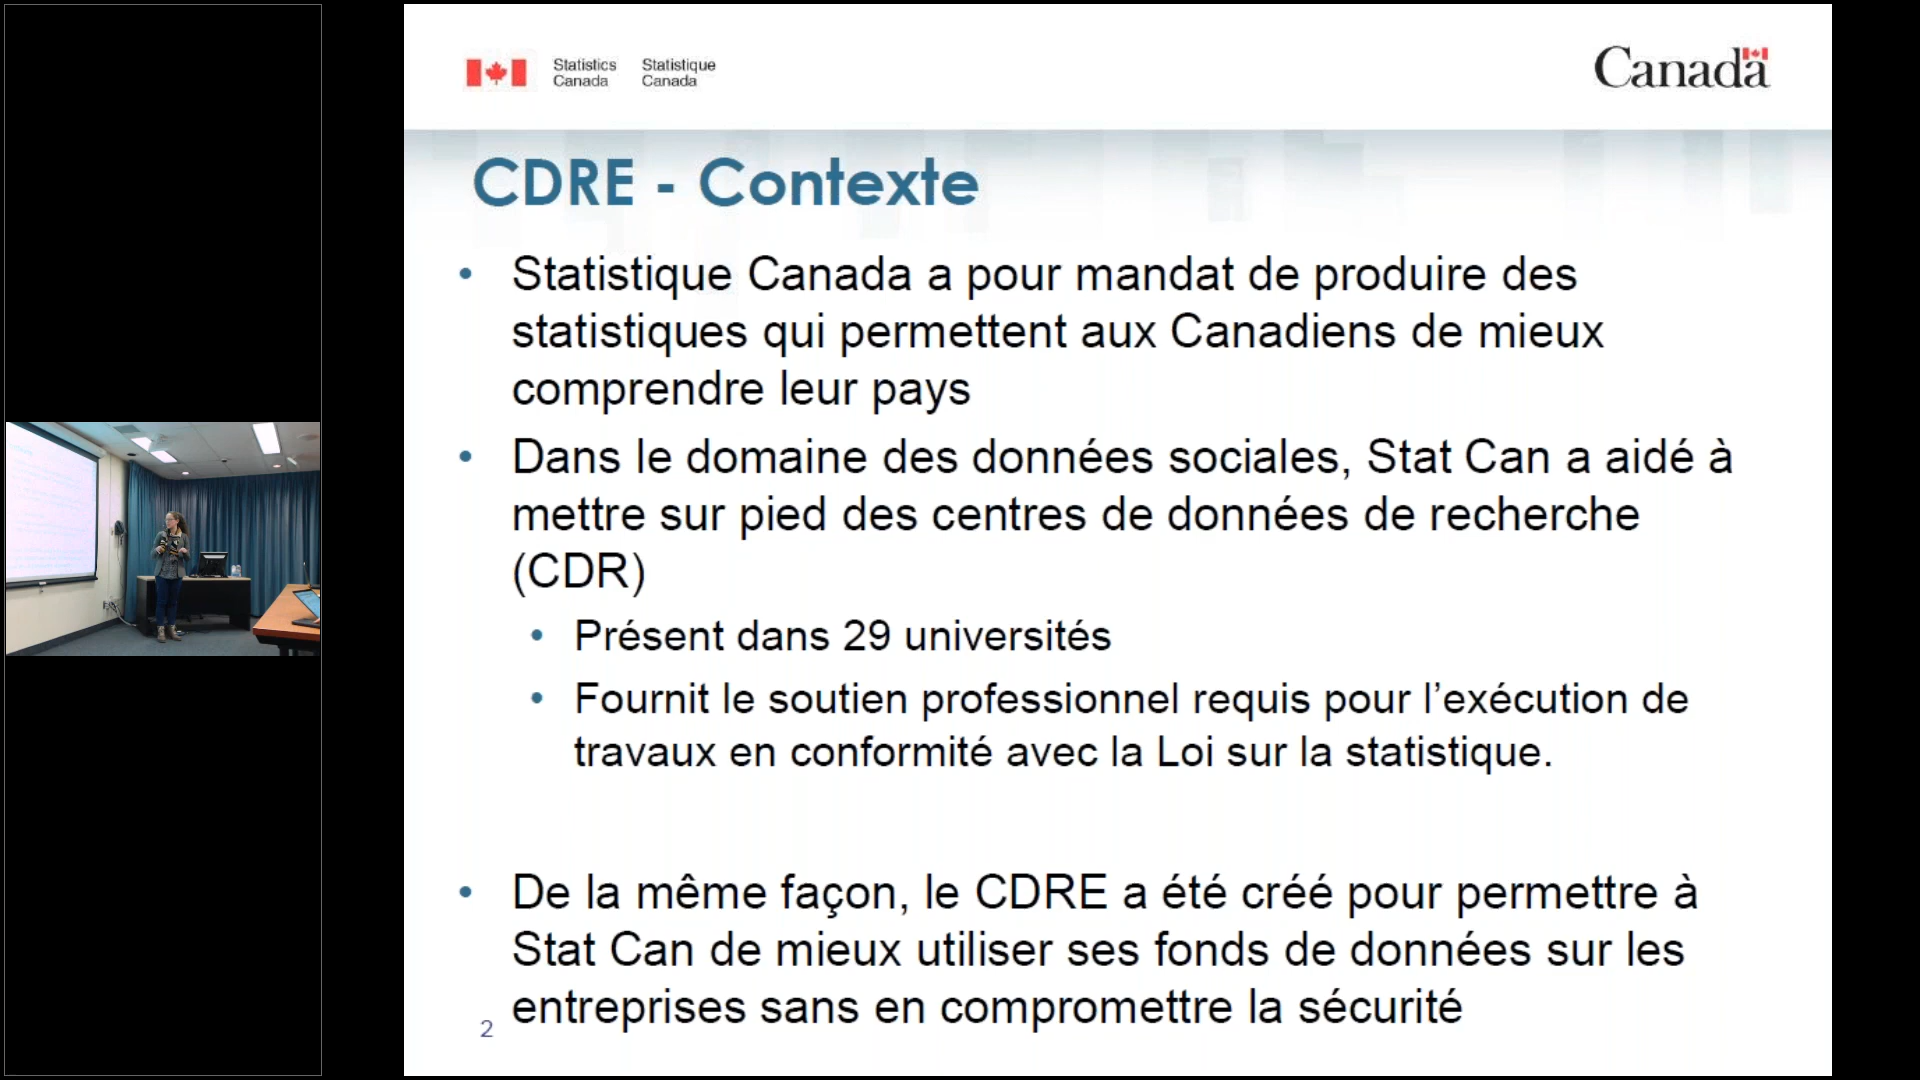 Statistics Canada
Statistique Canada
Canada
CDRE - Contexte
• Statistique Canada a pour mandat de produire des
statistiques qui permettent aux Canadiens de mieux
comprendre leur pays
• Dans le domaine des données sociales, Stat Can a aidé à
mettre sur pied des centres de données de recherche
(CDR)
• Présent dans 29 universités
• Fournit le soutien professionnel requis pour l’exécution de
travaux en conformité avec la Loi sur la statistique.
• De la même façon, le CDRE a été créé pour permettre à
Stat Can de mieux utiliser ses fonds de données sur les
entreprises sans en compromettre la sécurité
2